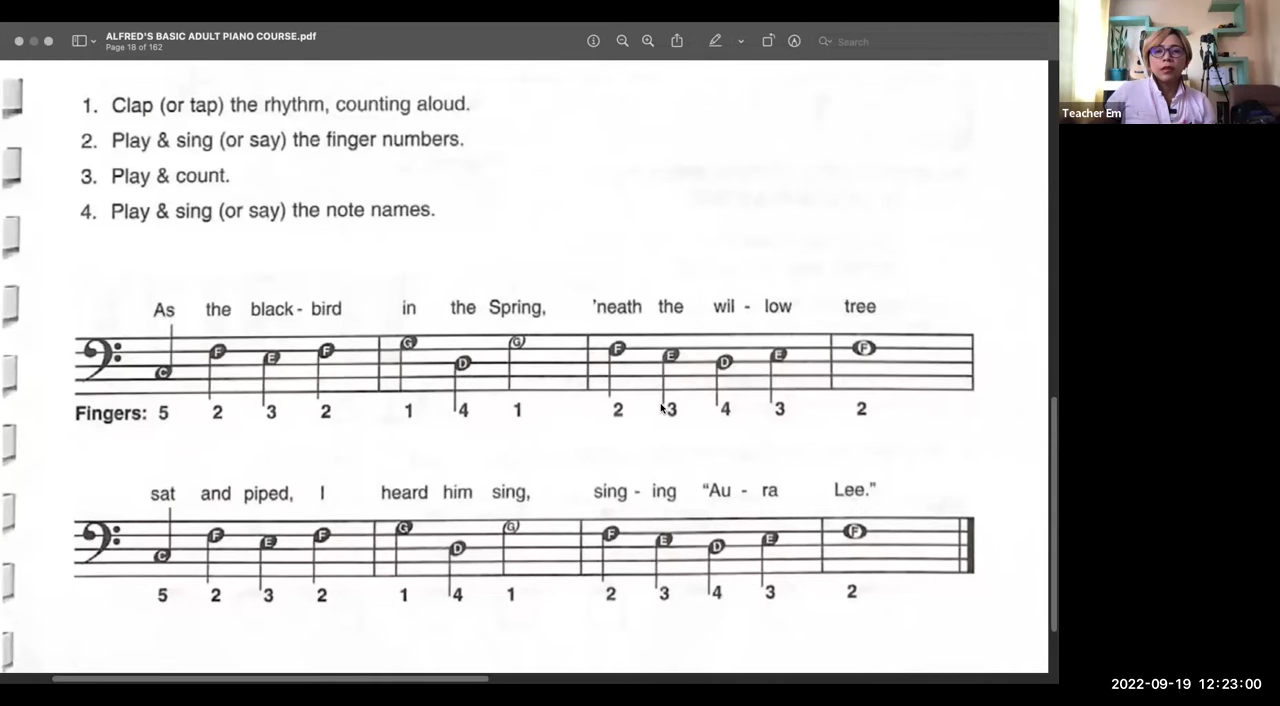 ALFRED'S BASIC ADULT PIANO COURSE.pdf
Page 18 of 162
Search
Teacher Em
1. Clap (or tap) the rhythm, counting aloud.
2. Play & sing (or say) the finger numbers.
3. Play & count.
4. Play & sing (or say) the note names.
As the black - bird in the Spring, 'neath the wil - low tree
C F E F G D G F E D E F
Fingers: 5 2 3 2 1 4 1 2 3 4 3 2
sat and piped, I heard him sing, sing - ing “Au - ra Lee.”
C F E F G D G F E D E F
5 2 3 2 1 4 1 2 3 4 3 2
2022-09-19 12:23:00